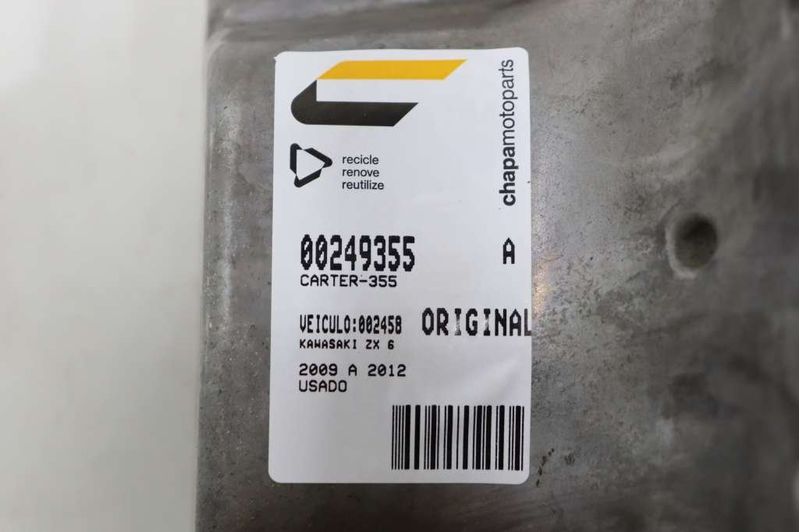 recicle
renove
reutilize
chapamotoparts
00249355 A
CARTER-355
VEICULO:002458 ORIGINAL
KAWASAKI ZX 6
2009 A 2012
USADO